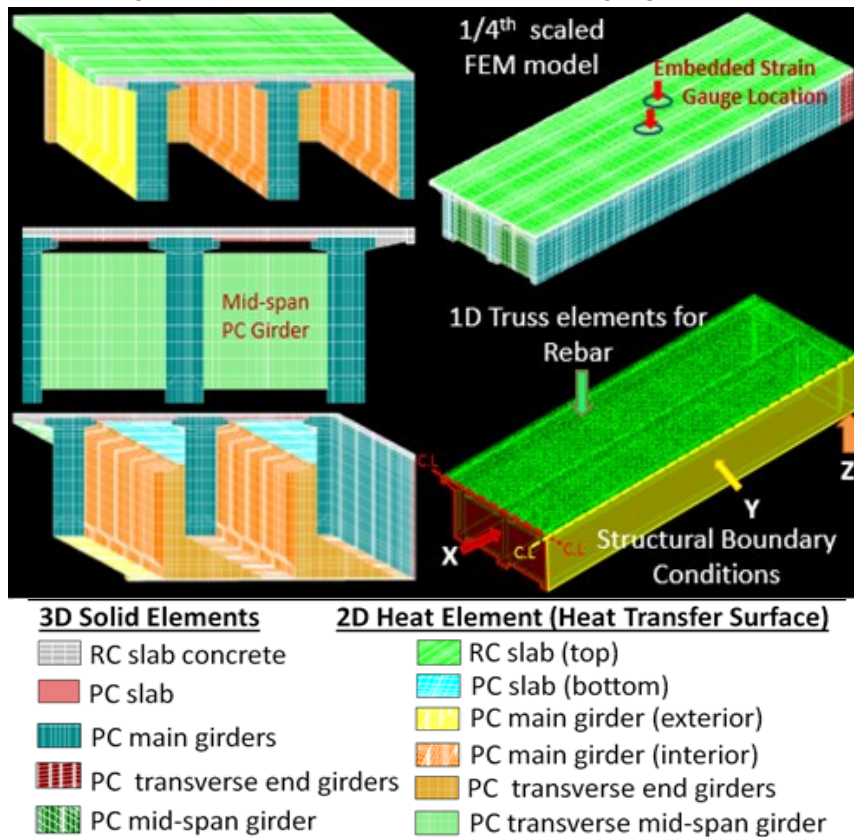 1/4th scaled
FEM model
Embedded Strain
Gauge Location
Mid-span
PC Girder
1D Truss elements for
Rebar
C.L
Z
Y
X
C.L
C.L
Structural Boundary
Conditions
3D Solid Elements
RC slab concrete
PC slab
PC main girders
PC transverse end girders
PC mid-span girder
2D Heat Element (Heat Transfer Surface)
RC slab (top)
PC slab (bottom)
PC main girder (exterior)
PC main girder (interior)
PC transverse end girders
PC transverse mid-span girder